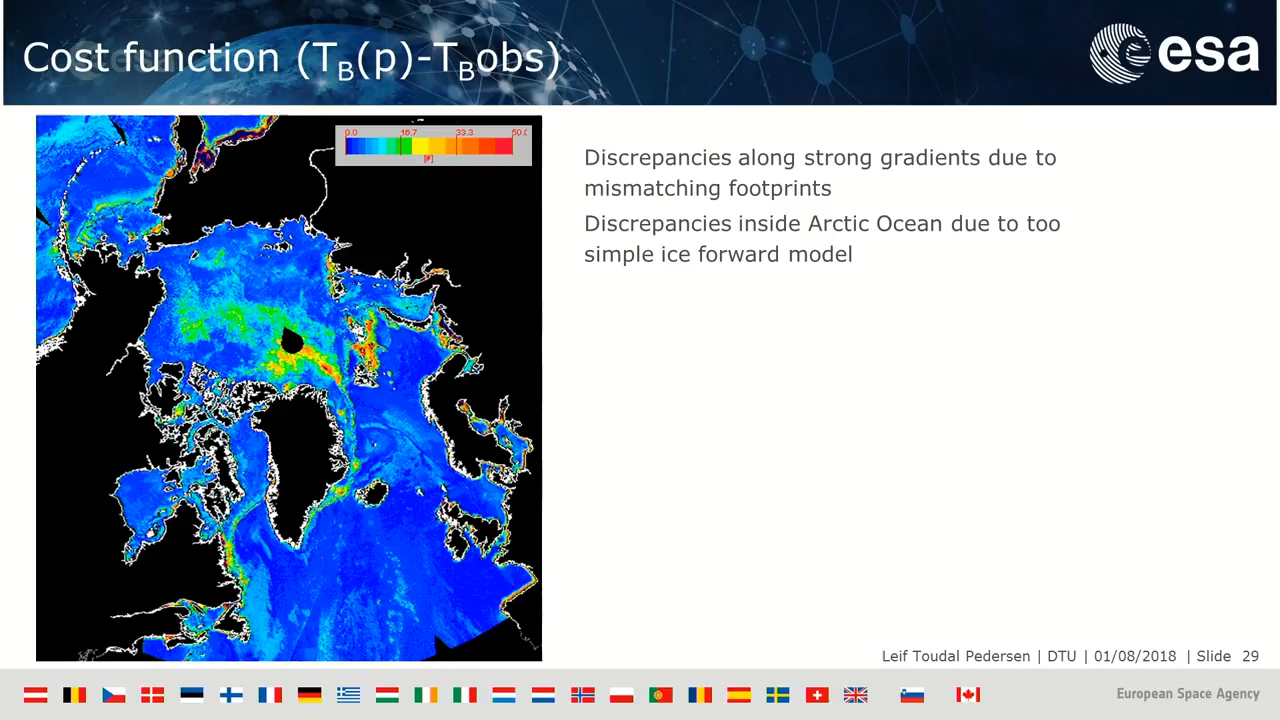 Cost function (TB(p)-TBobs)
esa
0.0 16.7 33.3 50.0
[#]
Discrepancies along strong gradients due to
mismatching footprints
Discrepancies inside Arctic Ocean due to too
simple ice forward model
Leif Toudal Pedersen | DTU | 01/08/2018 | Slide 29
European Space Agency